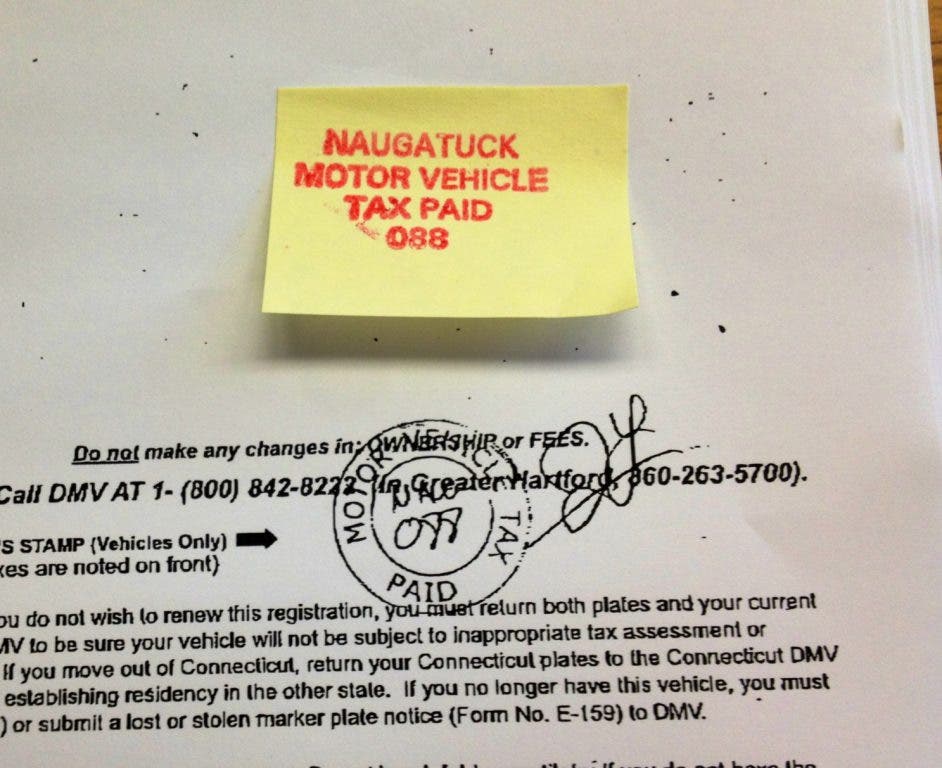 NAUGATUCK
MOTOR VEHICLE
TAX PAID
088
Do not make any changes in: OWNERSHIP or FEES.
Call DMV AT 1- (800) 842-8222 (In Greater Hartford, 860-263-5700).
'S STAMP (Vehicles Only)
xes are noted on front)
MOTOR VEHICLE TAX PAID
ou do not wish to renew this registration, you must return both plates and your current
MV to be sure your vehicle will not be subject to inappropriate tax assessment or
If you move out of Connecticut, return your Connecticut plates to the Connecticut DMV
establishing residency in the other state. If you no longer have this vehicle, you must
) or submit a lost or stolen marker plate notice (Form No. E-159) to DMV.